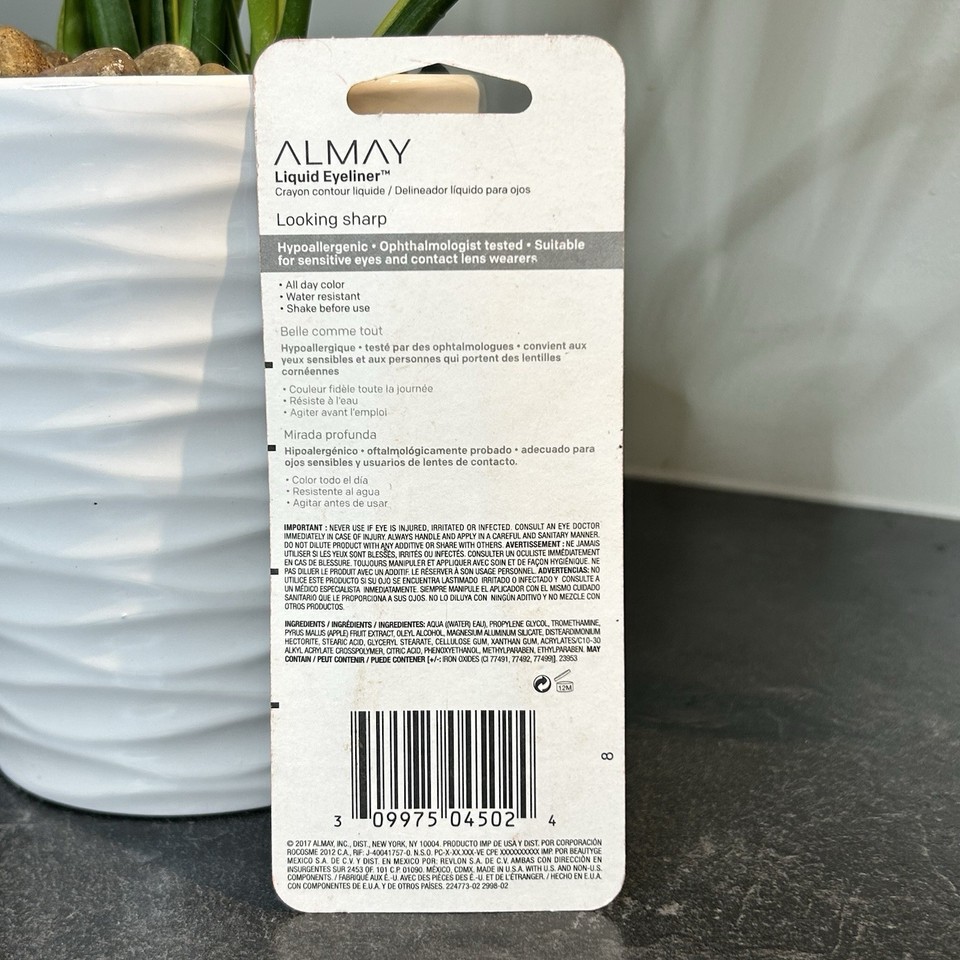 ALMAY
Liquid Eyeliner™
Crayon contour liquide / Delineador líquido para ojos
Looking sharp
Hypoallergenic • Ophthalmologist tested • Suitable
for sensitive eyes and contact lens wearers
• All day color
• Water resistant
• Shake before use
Belle comme tout
Hypoallergique • testé par des ophtalmologues • convient aux
yeux sensibles et aux personnes qui portent des lentilles
cornéennes
• Couleur fidèle toute la journée
• Résiste à l'eau
• Agiter avant l'emploi
Mirada profunda
Hipoalergénico • oftalmológicamente probado • adecuado para
ojos sensibles y usuarios de lentes de contacto.
• Color todo el día
• Resistente al agua
• Agitar antes de usar
IMPORTANT : NEVER USE IF EYE IS INJURED, IRRITATED OR INFECTED. CONSULT AN EYE DOCTOR
IMMEDIATELY IN CASE OF INJURY. ALWAYS HANDLE AND APPLY IN A CAREFUL AND SANITARY MANNER.
DO NOT DILUTE PRODUCT WITH ANY ADDITIVE OR SHARE WITH OTHERS. AVERTISSEMENT : NE JAMAIS
UTILISER SI LES YEUX SONT BLESSÉS, IRRITÉS OU INFECTÉS. CONSULTER UN OCULISTE IMMÉDIATEMENT
EN CAS DE BLESSURE. TOUJOURS MANIPULER ET APPLIQUER AVEC SOIN ET DE FAÇON HYGIÉNIQUE. NE
PAS DILUER LE PRODUIT AVEC UN ADDITIF. LE RÉSERVER À SON USAGE PERSONNEL. ADVERTENCIAS: NO
UTILICE ESTE PRODUCTO SI SU OJO SE ENCUENTRA LASTIMADO IRRITADO O INFECTADO Y CONSULTE A
UN MÉDICO ESPECIALISTA INMEDIATAMENTE. SIEMPRE MANIPULE EL APLICADOR CON EL MISMO CUIDADO
SANITARIO QUE LE PROPORCIONA A SUS OJOS. NO LO DILUYA CON NINGÚN ADITIVO Y NO MEZCLE CON
OTROS PRODUCTOS.
INGREDIENTS / INGRÉDIENTS / INGREDIENTES: AQUA ((WATER) EAU), PROPYLENE GLYCOL, TROMETHAMINE,
PYRUS MALUS (APPLE) FRUIT EXTRACT, OLEYL ALCOHOL, MAGNESIUM ALUMINUM SILICATE, DISTEARDIMONIUM
HECTORITE, STEARIC ACID, GLYCERYL STEARATE, CELLULOSE GUM, XANTHAN GUM, ACRYLATES/C10-30
ALKYL ACRYLATE CROSSPOLYMER, CITRIC ACID, PHENOXYETHANOL, METHYLPARABEN, ETHYLPARABEN. MAY
CONTAIN / PEUT CONTENIR / PUEDE CONTENER [+/-: IRON OXIDES (CI 77491, 77492, 77499)]. 23953
12M
8
3 09975 04502 4
© 2017 ALMAY, INC., DIST., NEW YORK, NY 10004. PRODUCTO IMP DE USA Y DIST. POR CORPORACIÓN
ROCOSME 2012 C.A., RIF: J-40041757-0. N.S.O. PC-X-XX.XXX-VE CPE XXXXXXXXXX IMP. POR BEAUTYGE
MEXICO S.A. DE C.V. Y DIST. EN MEXICO POR: REVLON S.A. DE C.V. AMBAS CON DIRECCIÓN EN
INSURGENTES SUR 2453 OF. 101 C.P. 01090. MÉXICO, CDMX. MADE IN U.S.A. WITH U.S. AND NON-U.S.
COMPONENTS. / FABRIQUÉ AUX É.-U. AVEC DES PIÈCES DES É.-U. ET DE L'ÉTRANGER. / HECHO EN E.U.A.
CON COMPONENTES DE E.U.A. Y DE OTROS PAÍSES. 224773-02 2998-02